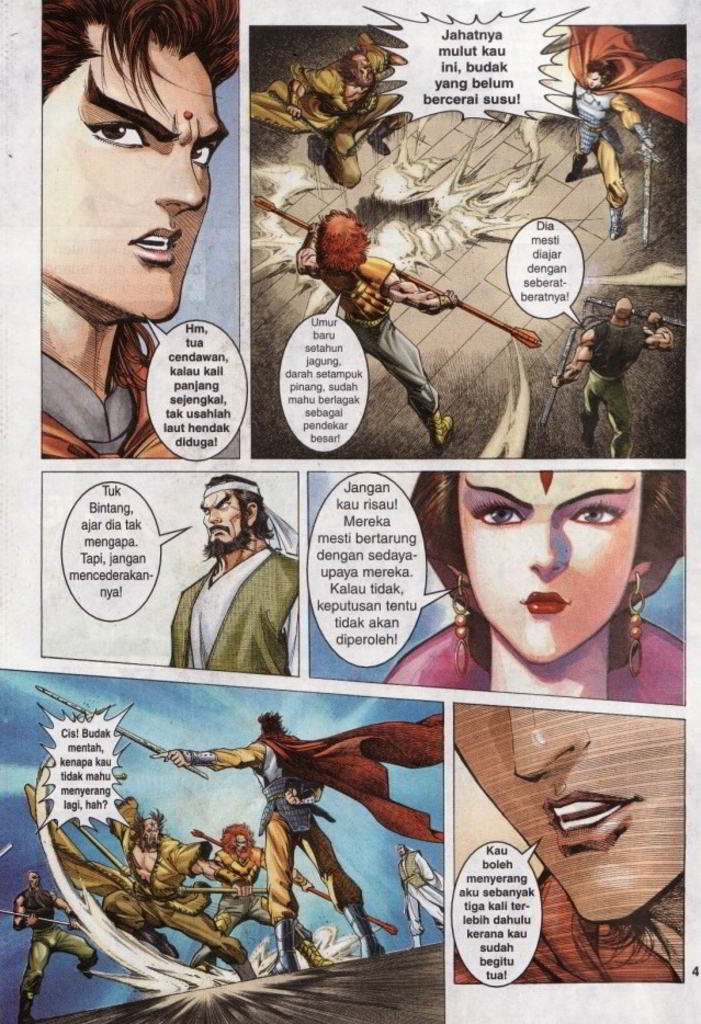 Hm,
tua
cendawan,
kalau kail
panjang
sejengkal,
tak usahlah
laut hendak
diduga!
Jahatnya
mulut kau
ini, budak
yang belum
bercerai susu!
Umur
baru
setahun
jagung,
darah setampuk
pinang, sudah
mahu berlagak
sebagai
pendekar
besar!
Dia
mesti
diajar
dengan
seberat-
beratnya!
Tuk
Bintang,
ajar dia tak
mengapa.
Tapi, jangan
mencederakan-
nya!
Jangan
kau risau!
Mereka
mesti bertarung
dengan sedaya-
upaya mereka.
Kalau tidak,
keputusan tentu
tidak akan
diperoleh!
Cis! Budak
mentah,
kenapa kau
tidak mahu
menyerang
lagi, hah?
Kau
boleh
menyerang
aku sebanyak
tiga kali ter-
lebih dahulu
kerana kau
sudah
begitu
tua!
4